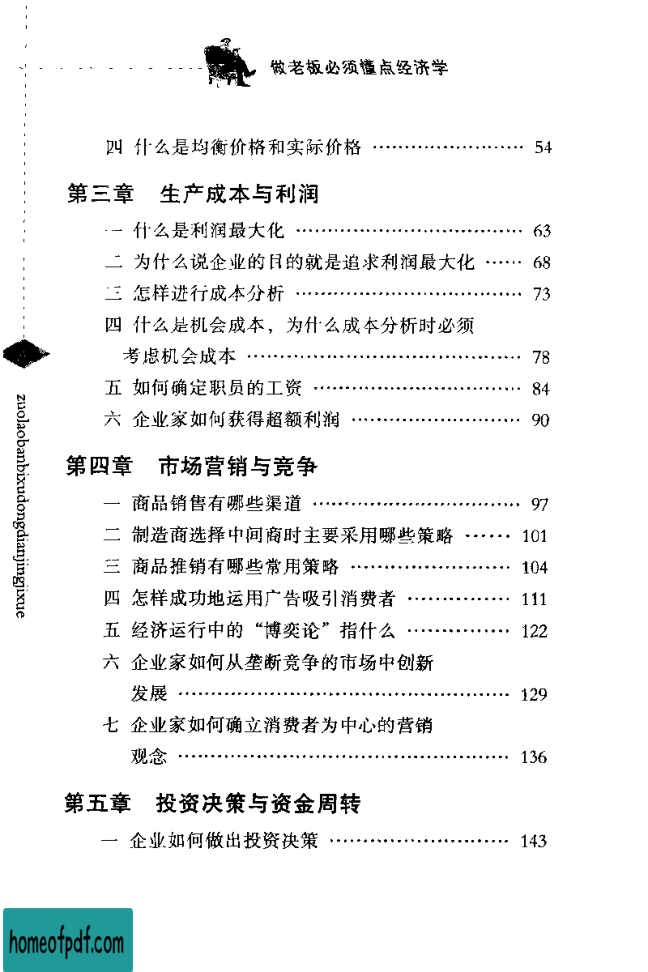 做老板必须懂点经济学
四 什么是均衡价格和实际价格 …………………… 54
第三章 生产成本与利润
一 什么是利润最大化 ……………………………… 63
二 为什么说企业的目的就是追求利润最大化 …… 68
三 怎样进行成本分析 ……………………………… 73
四 什么是机会成本，为什么成本分析时必须
考虑机会成本 …………………………………… 78
五 如何确定职员的工资 …………………………… 84
六 企业家如何获得超额利润 ……………………… 90
第四章 市场营销与竞争
一 商品销售有哪些渠道 …………………………… 97
二 制造商选择中间商时主要采用哪些策略 …… 101
三 商品推销有哪些常用策略 …………………… 104
四 怎样成功地运用广告吸引消费者 …………… 111
五 经济运行中的“博奕论”指什么 …………… 122
六 企业家如何从垄断竞争的市场中创新
发展 …………………………………………… 129
七 企业家如何确立消费者为中心的营销
观念 …………………………………………… 136
第五章 投资决策与资金周转
一 企业如何做出投资决策 ……………………… 143
zuolaobanbixudongdianjingjixue
homeofpdf.com